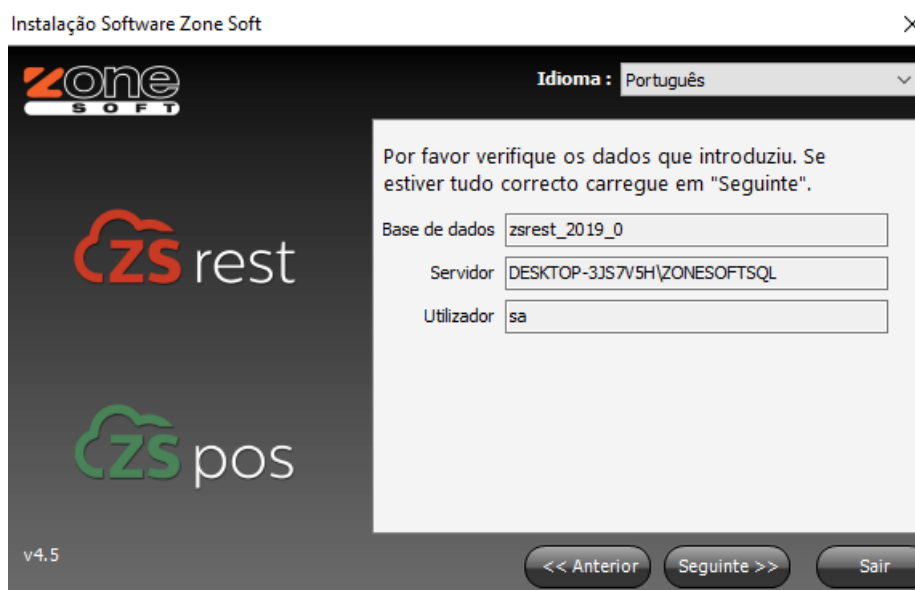 Instalação Software Zone Soft
zone
SOFT
Idioma : Português
Por favor verifique os dados que introduziu. Se
estiver tudo correcto carregue em "Seguinte".
Base de dados zsrest_2019_0
Servidor DESKTOP-3JS7V5H\ZONESOFTSQL
Utilizador sa
zs rest
zs pos
v4.5
<< Anterior
Seguinte >>
Sair